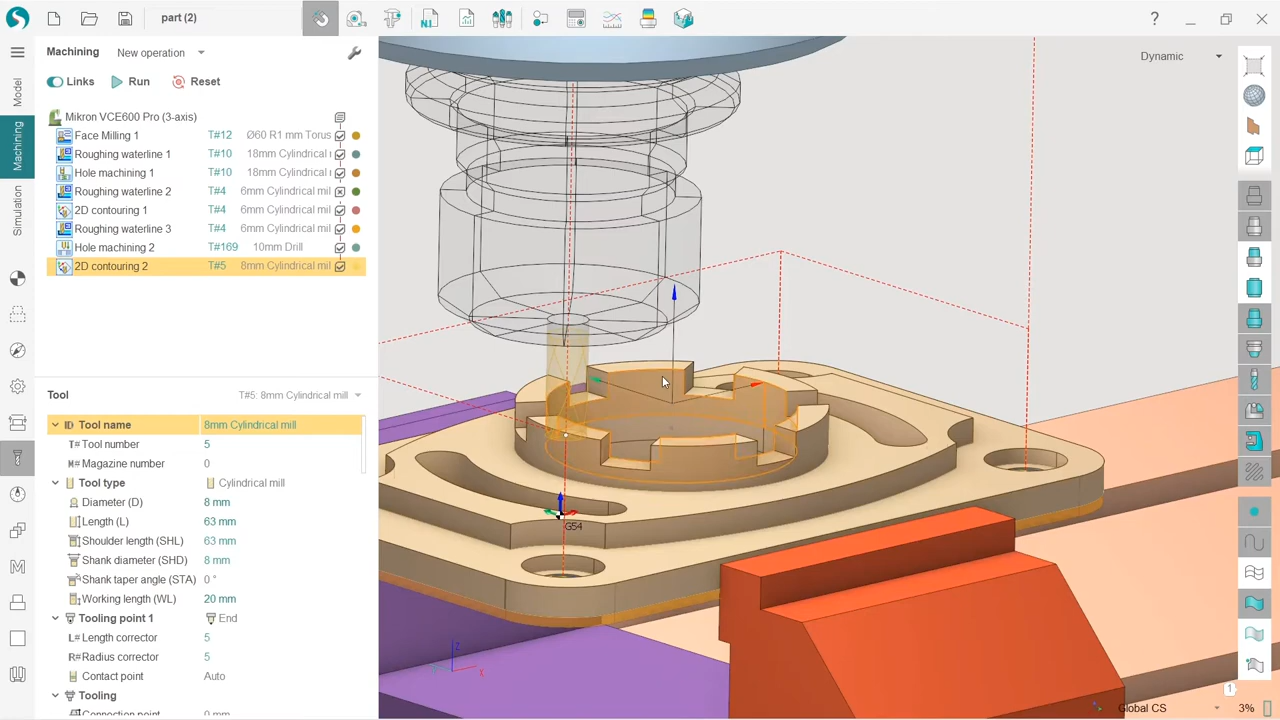 part (2)
?
Machining New operation
Links Run Reset
Model
Machining
Simulation
Mikron VCE600 Pro (3-axis)
Face Milling 1 T#12 Ø60 R1 mm Torus
Roughing waterline 1 T#10 18mm Cylindrical
Hole machining 1 T#10 18mm Cylindrical
Roughing waterline 2 T#4 6mm Cylindrical mil
2D contouring 1 T#4 6mm Cylindrical mil
Roughing waterline 3 T#4 6mm Cylindrical mil
Hole machining 2 T#169 10mm Drill
2D contouring 2 T#5 8mm Cylindrical mil
Tool T#5: 8mm Cylindrical mill
Tool name 8mm Cylindrical mill
T# Tool number 5
M# Magazine number 0
Tool type Cylindrical mill
Diameter (D) 8 mm
Length (L) 63 mm
Shoulder length (SHL) 63 mm
Shank diameter (SHD) 8 mm
Shank taper angle (STA) 0 °
Working length (WL) 20 mm
Tooling point 1 End
L# Length corrector 5
R# Radius corrector 5
Contact point Auto
Tooling
Connection point 0 mm
Dynamic
G54
Z
X
1
Global CS 3%